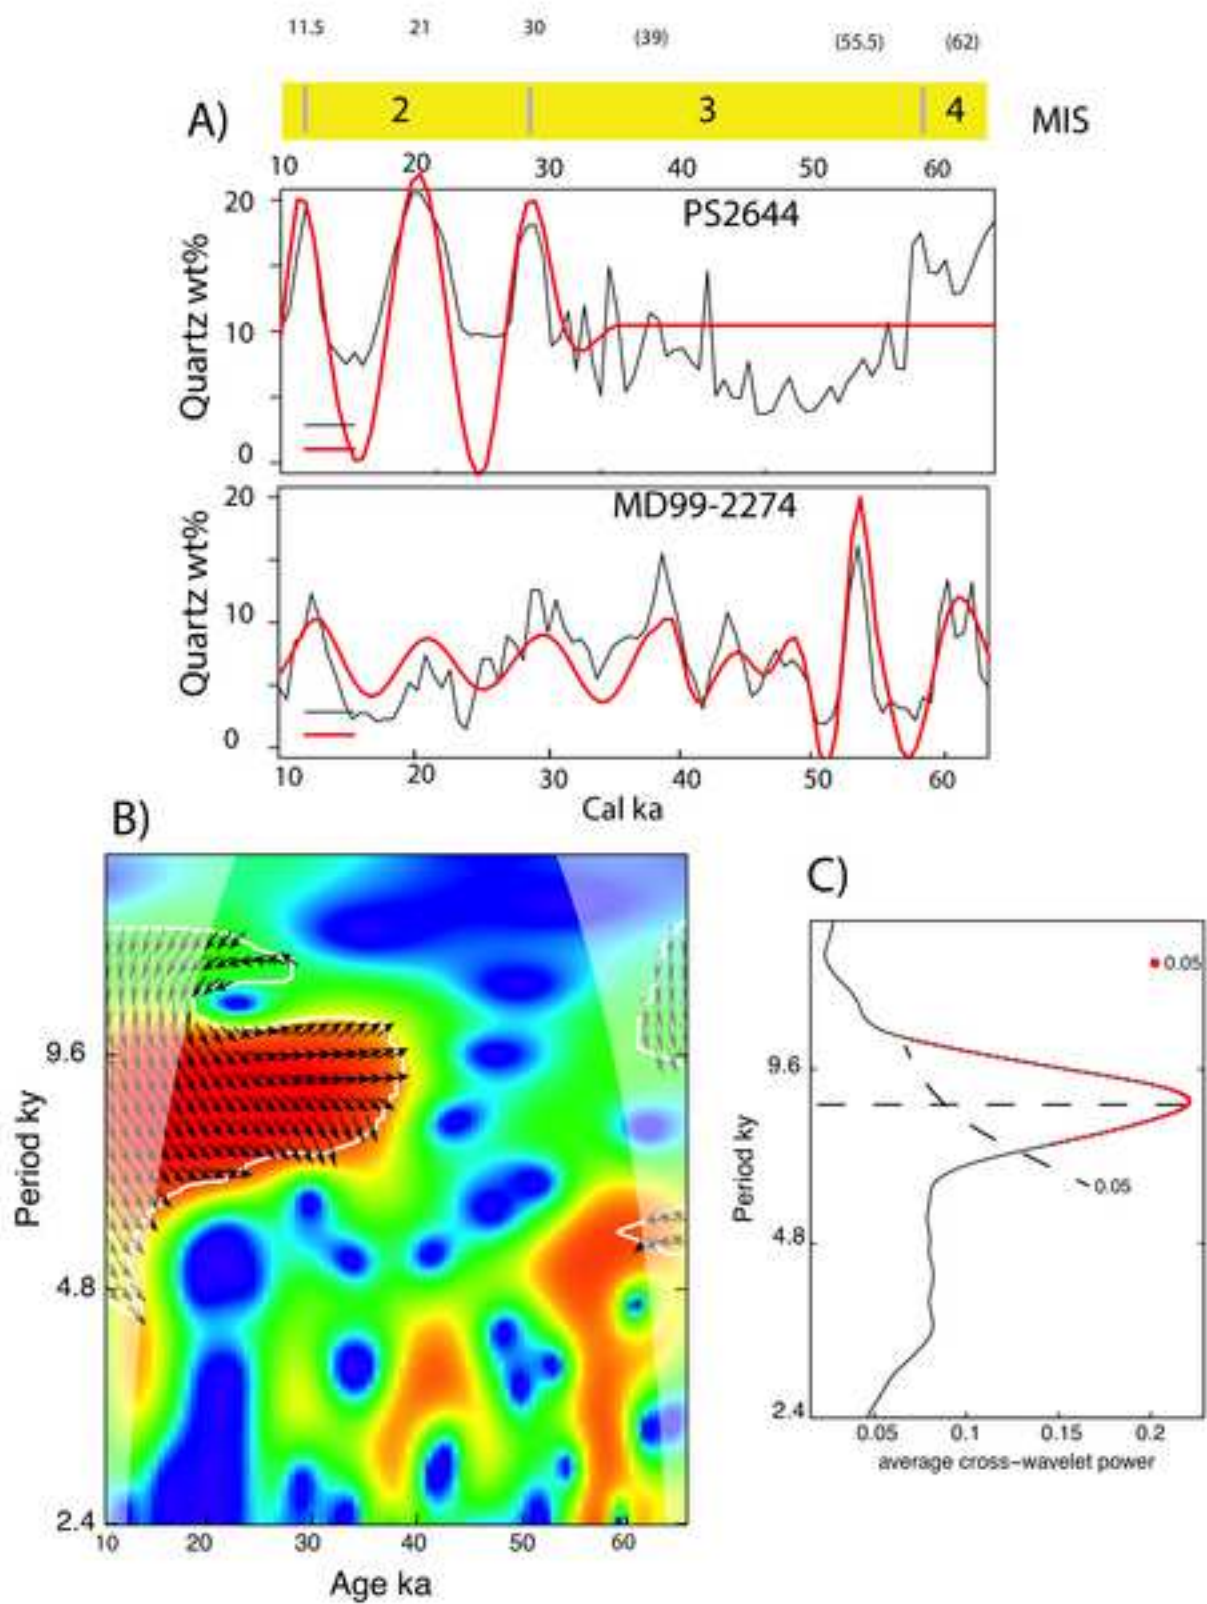 11.5 21 30 (39) (55.5) (62)
A) 2 3 4 MIS
10 20 30 40 50 60
PS2644
Quartz wt%
20
10
0
MD99-2274
Quartz wt%
20
10
0
10 20 30 40 50 60
Cal ka
B)
Period ky
9.6
4.8
2.4
10 20 30 40 50 60
Age ka
C)
0.05
Period ky
9.6
4.8
2.4
0.05
0.05 0.1 0.15 0.2
average cross-wavelet power